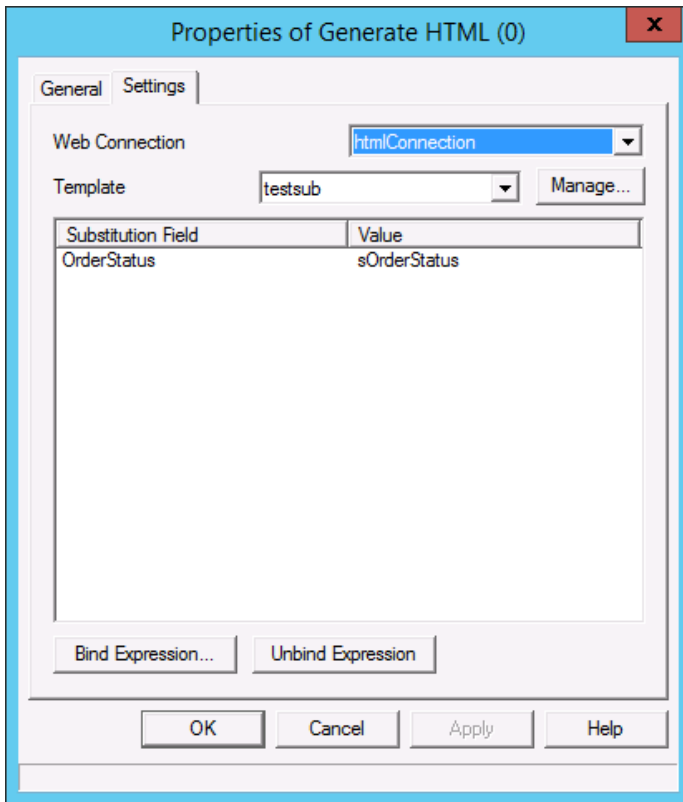 Properties of Generate HTML (0)
x
General Settings
Web Connection htmlConnection
Template testsub Manage...
Substitution Field Value
OrderStatus sOrderStatus
Bind Expression... Unbind Expression
OK Cancel Apply Help